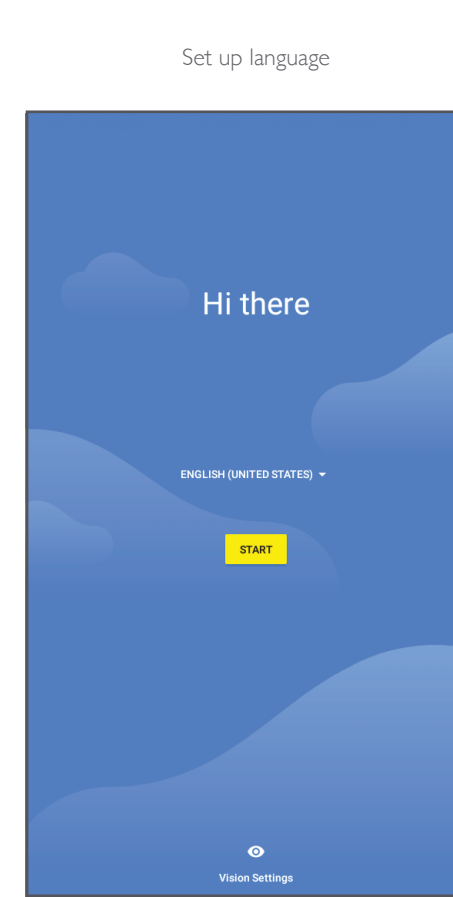 Set up language
Hi there
ENGLISH (UNITED STATES)
START
Vision Settings